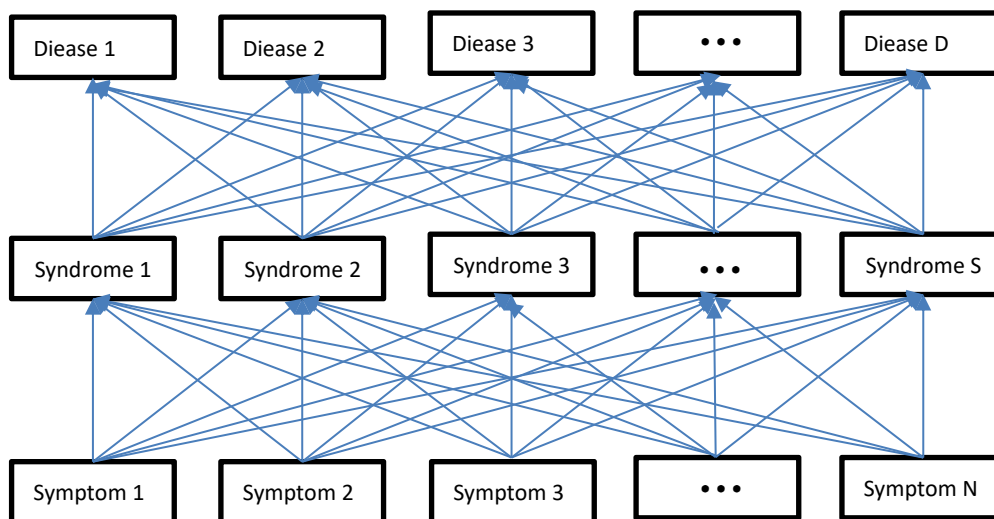 Diease 1 Diease 2 Diease 3 ••• Diease D
Syndrome 1 Syndrome 2 Syndrome 3 ••• Syndrome S
Symptom 1 Symptom 2 Symptom 3 ••• Symptom N